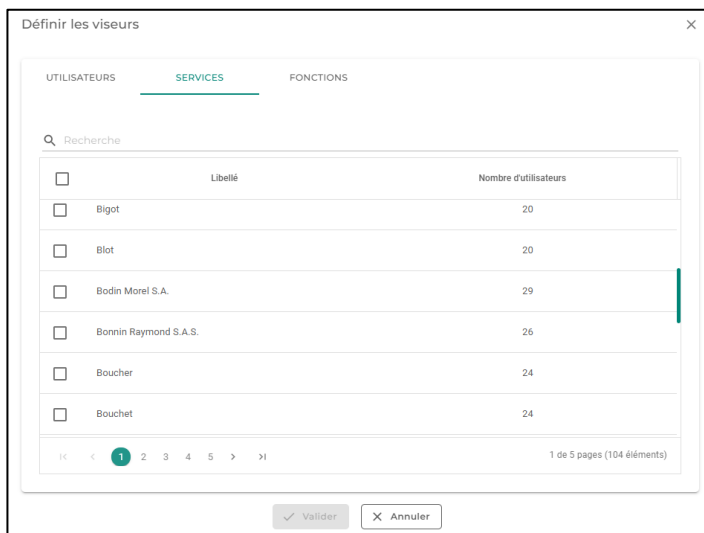 Définir les viseurs
UTILISATEURS SERVICES FONCTIONS
Recherche
Libellé Nombre d'utilisateurs
Bigot 20
Blot 20
Bodin Morel S.A. 29
Bonnin Raymond S.A.S. 26
Boucher 24
Bouchet 24
1 2 3 4 5 1 de 5 pages (104 éléments)
Valider Annuler